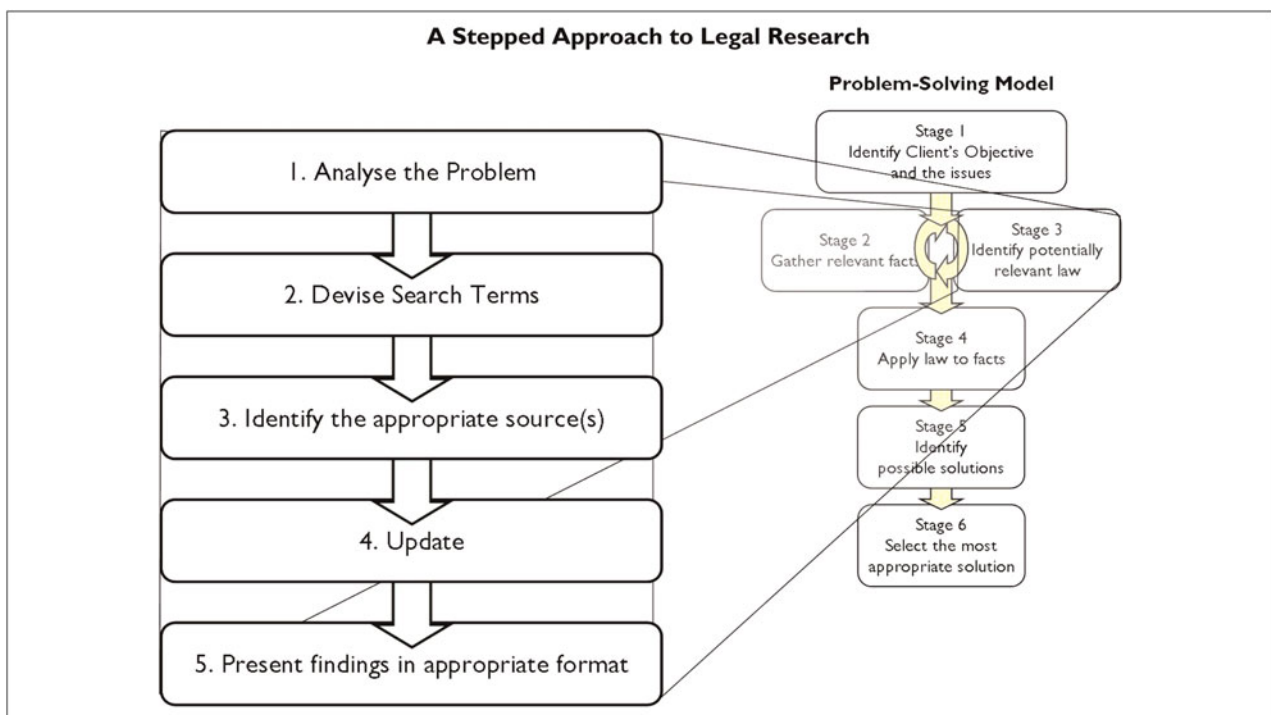 A Stepped Approach to Legal Research
Problem-Solving Model
1. Analyse the Problem
2. Devise Search Terms
3. Identify the appropriate source(s)
4. Update
5. Present findings in appropriate format
Stage 1
Identify Client's Objective
and the issues
Stage 2
Gather relevant facts
Stage 3
Identify potentially
relevant law
Stage 4
Apply law to facts
Stage 5
Identify
possible solutions
Stage 6
Select the most
appropriate solution